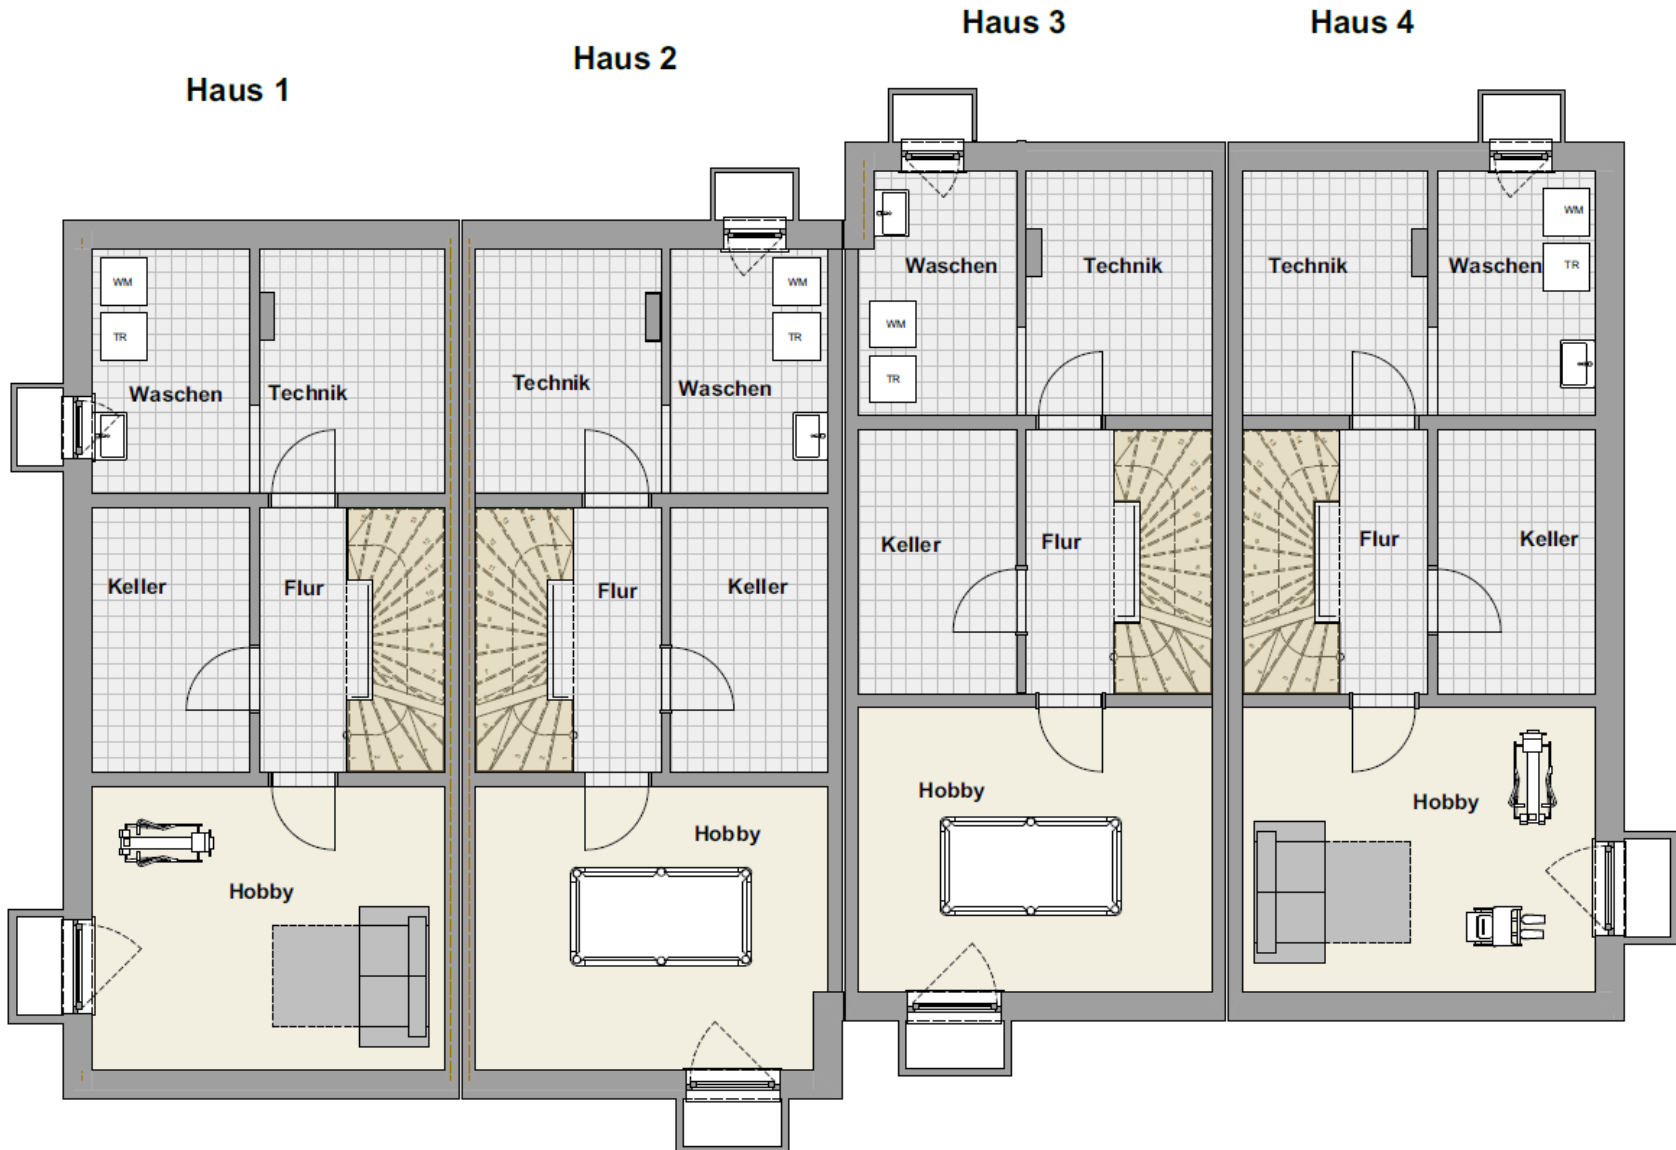 Haus 1
Haus 2
Haus 3
Haus 4
WM
TR
Waschen
Technik
Keller
Flur
Hobby
Technik
WM
TR
Waschen
Flur
Keller
Hobby
Waschen
WM
TR
Technik
Keller
Flur
Hobby
Technik
WM
Waschen
TR
Flur
Keller
Hobby